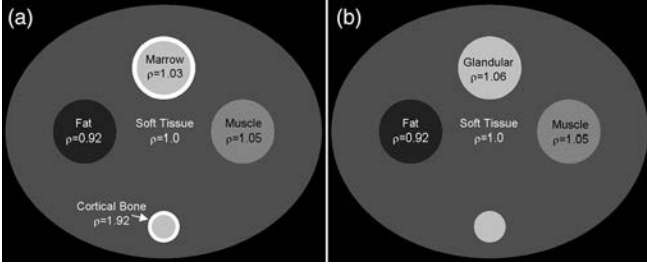 (a)
Marrow
ρ=1.03
Fat
ρ=0.92
Soft Tissue
ρ=1.0
Muscle
ρ=1.05
Cortical Bone
ρ=1.92
(b)
Glandular
ρ=1.06
Fat
ρ=0.92
Soft Tissue
ρ=1.0
Muscle
ρ=1.05